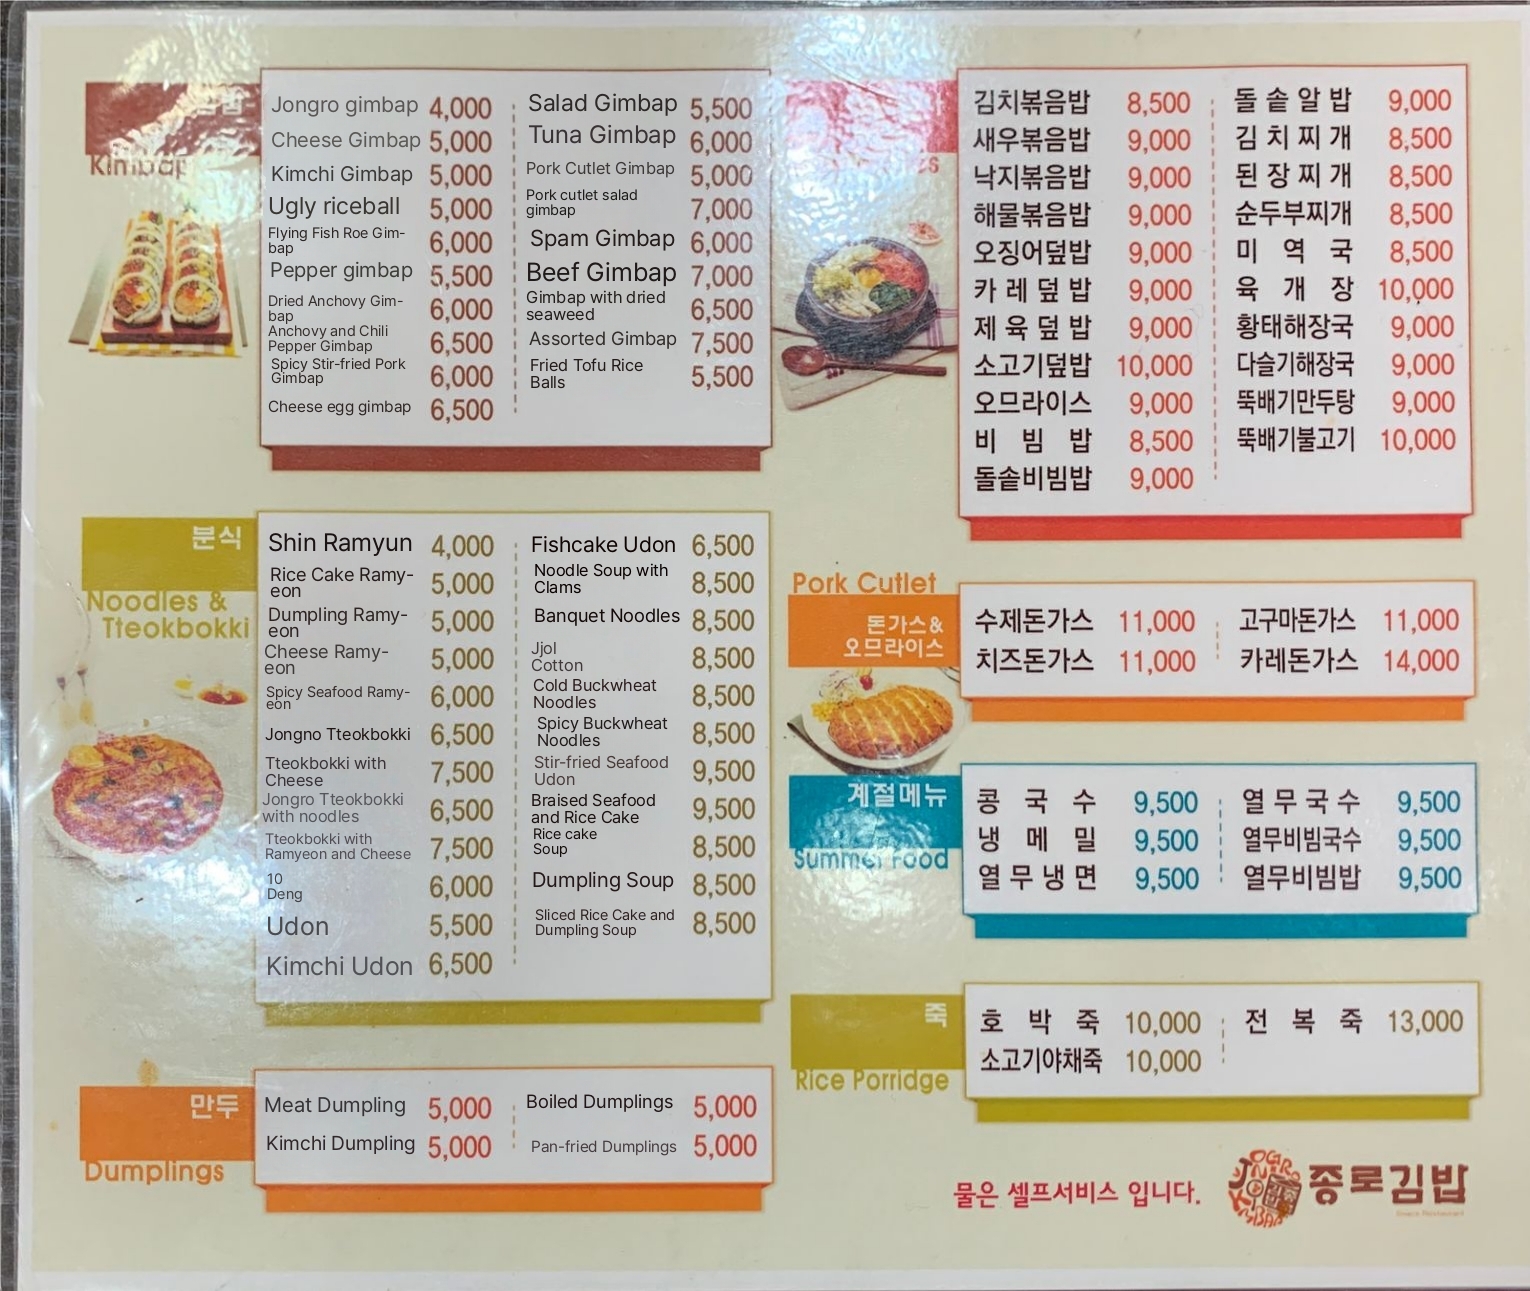 Kimbap
Jongro gimbap 4,000
Cheese Gimbap 5,000
Kimchi Gimbap 5,000
Ugly riceball 5,000
Flying Fish Roe Gim-
bap 6,000
Pepper gimbap 5,500
Dried Anchovy Gim-
bap 6,000
Anchovy and Chili
Pepper Gimbap 6,500
Spicy Stir-fried Pork
Gimbap 6,000
Cheese egg gimbap 6,500
Salad Gimbap 5,500
Tuna Gimbap 6,000
Pork Cutlet Gimbap 5,000
Pork cutlet salad
gimbap 7,000
Spam Gimbap 6,000
Beef Gimbap 7,000
Gimbap with dried
seaweed 6,500
Assorted Gimbap 7,500
Fried Tofu Rice
Balls 5,500
분식
Noodles &
Tteokbokki
Shin Ramyun 4,000
Rice Cake Ramy-
eon 5,000
Dumpling Ramy-
eon 5,000
Cheese Ramy-
eon 5,000
Spicy Seafood Ramy-
eon 6,000
Jongno Tteokbokki 6,500
Tteokbokki with
Cheese 7,500
Jongro Tteokbokki
with noodles 6,500
Tteokbokki with
Ramyeon and Cheese 7,500
10
Deng 6,000
Udon 5,500
Kimchi Udon 6,500
Fishcake Udon 6,500
Noodle Soup with
Clams 8,500
Banquet Noodles 8,500
Jjol
Cotton 8,500
Cold Buckwheat
Noodles 8,500
Spicy Buckwheat
Noodles 8,500
Stir-fried Seafood
Udon 9,500
Braised Seafood
and Rice Cake 9,500
Rice cake
Soup 8,500
Dumpling Soup 8,500
Sliced Rice Cake and
Dumpling Soup 8,500
만두
Dumplings
Meat Dumpling 5,000
Kimchi Dumpling 5,000
Boiled Dumplings 5,000
Pan-fried Dumplings 5,000
김치볶음밥 8,500
새우볶음밥 9,000
낙지볶음밥 9,000
해물볶음밥 9,000
오징어덮밥 9,000
카레덮밥 9,000
제육덮밥 9,000
소고기덮밥 10,000
오므라이스 9,000
비빔밥 8,500
돌솥비빔밥 9,000
돌솥알밥 9,000
김치찌개 8,500
된장찌개 8,500
순두부찌개 8,500
미역국 8,500
육개장 10,000
황태해장국 9,000
다슬기해장국 9,000
뚝배기만두탕 9,000
뚝배기불고기 10,000
Pork Cutlet
돈가스&
오므라이스
수제돈가스 11,000
치즈돈가스 11,000
고구마돈가스 11,000
카레돈가스 14,000
계절메뉴
Summer Food
콩국수 9,500
냉메밀 9,500
열무냉면 9,500
열무국수 9,500
열무비빔국수 9,500
열무비빔밥 9,500
죽
Rice Porridge
호박죽 10,000
소고기야채죽 10,000
전복죽 13,000
물은 셀프서비스 입니다.
종로김밥